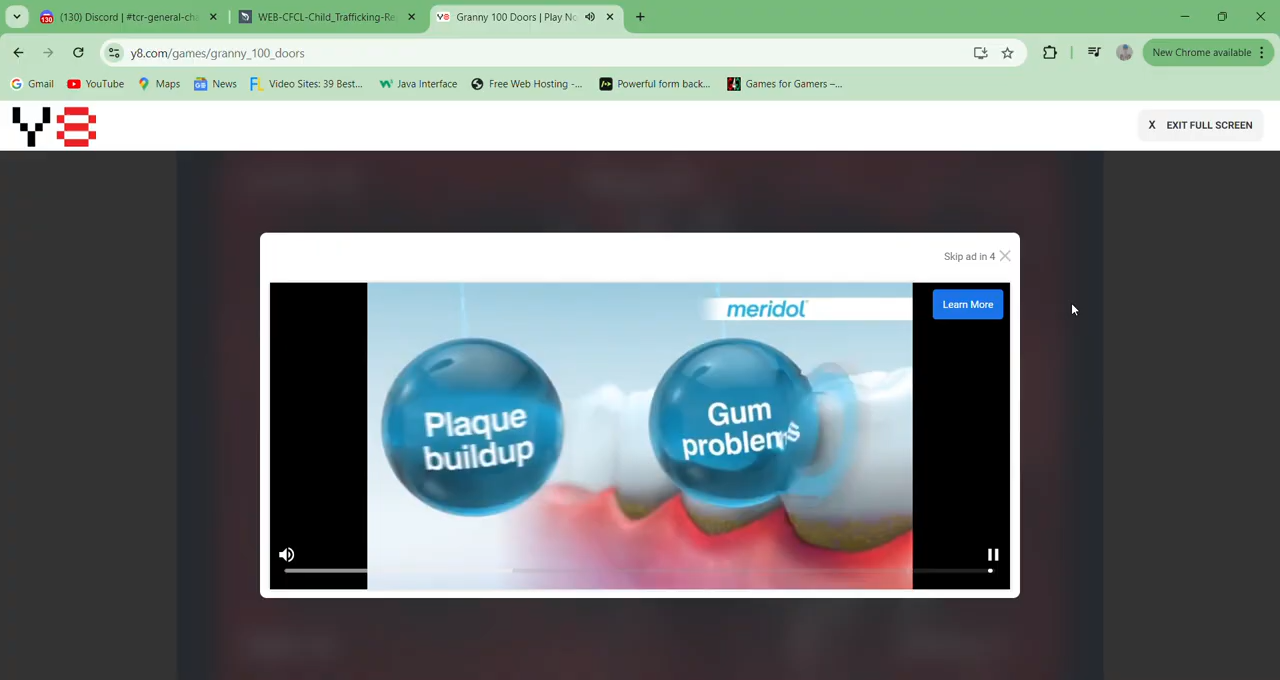 (130) Discord | #tcr-general-cha
WEB-CFCL-Child_Trafficking-Re
Granny 100 Doors | Play No
y8.com/games/granny_100_doors
New Chrome available
Gmail
YouTube
Maps
News
Video Sites: 39 Best...
Java Interface
Free Web Hosting -...
Powerful form back...
Games for Gamers –...
Y8
X EXIT FULL SCREEN
Skip ad in 4
meridol
Learn More
Plaque
buildup
Gum
problems